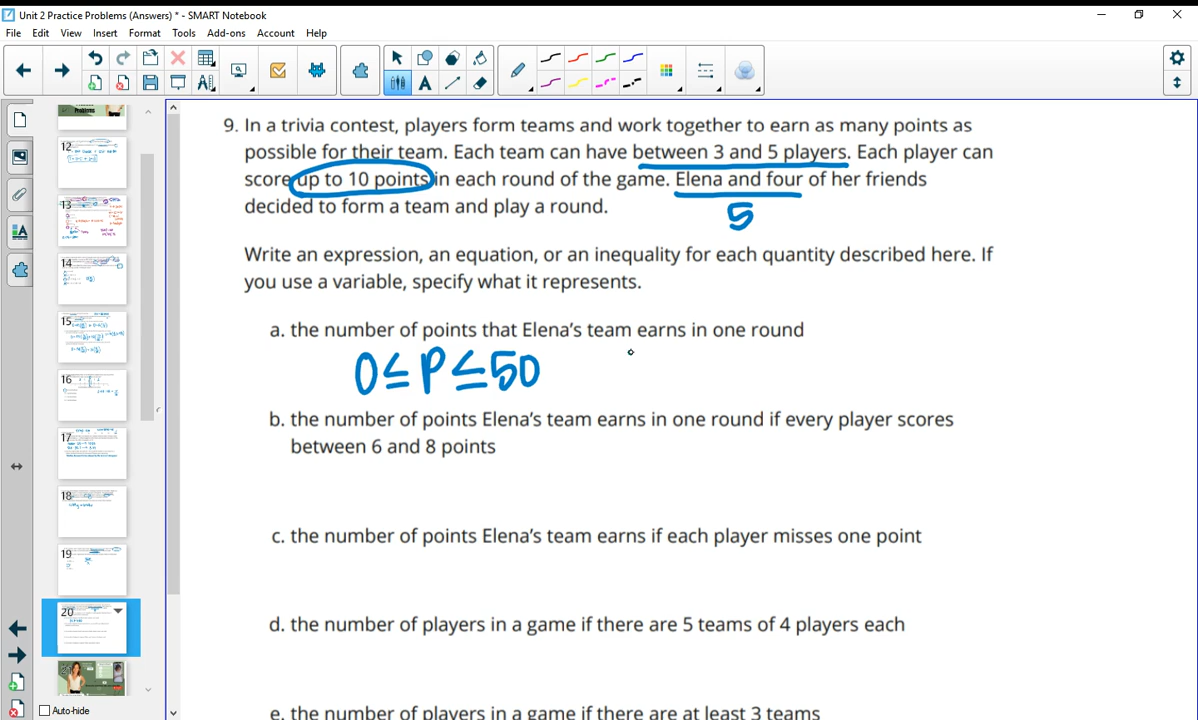 Unit 2 Practice Problems (Answers) * - SMART Notebook
File Edit View Insert Format Tools Add-ons Account Help
Problems
12
13
14
15
16
17
18
19
20
Auto-hide
9. In a trivia contest, players form teams and work together to earn as many points as
possible for their team. Each team can have between 3 and 5 players. Each player can
score up to 10 points in each round of the game. Elena and four of her friends
decided to form a team and play a round.
5
Write an expression, an equation, or an inequality for each quantity described here. If
you use a variable, specify what it represents.
a. the number of points that Elena's team earns in one round
0 ≤ P ≤ 50
b. the number of points Elena's team earns in one round if every player scores
between 6 and 8 points
c. the number of points Elena's team earns if each player misses one point
d. the number of players in a game if there are 5 teams of 4 players each
e. the number of players in a game if there are at least 3 teams